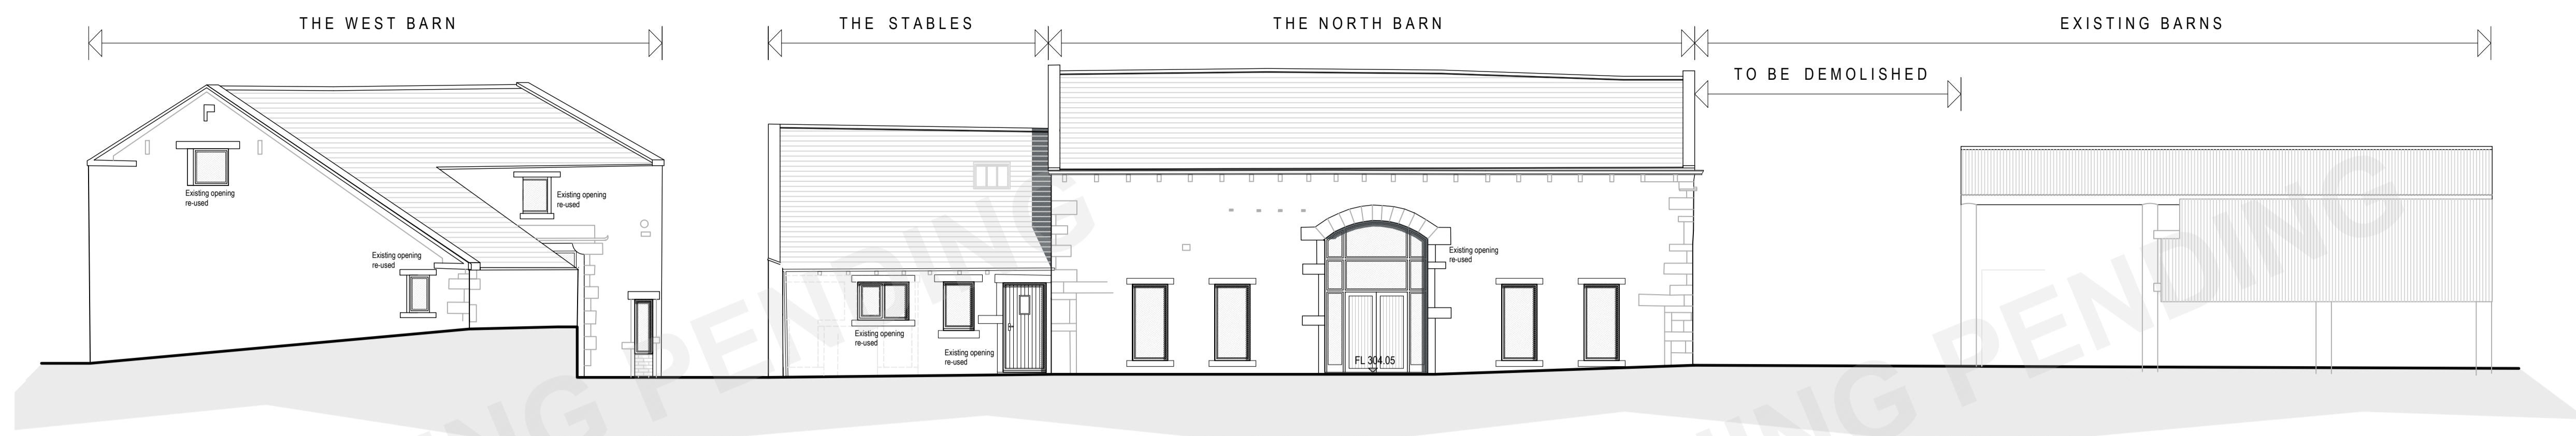 THE WEST BARN
THE STABLES
THE NORTH BARN
EXISTING BARNS
TO BE DEMOLISHED
Existing opening
re-used
Existing opening
re-used
Existing opening
re-used
Existing opening
re-used
Existing opening
re-used
Existing opening
re-used
FL 304.05
NG PENDING
NING PENDING